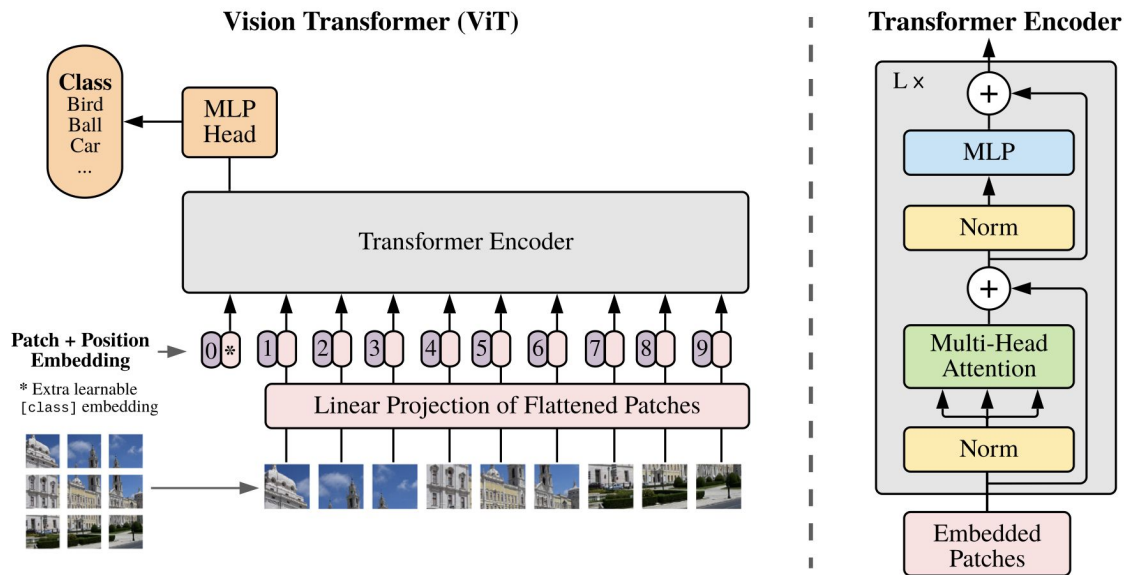 Vision Transformer (ViT)
Class
Bird
Ball
Car
...
MLP
Head
Transformer Encoder
Patch + Position
Embedding
0 * 1 2 3 4 5 6 7 8 9
* Extra learnable
[class] embedding
Linear Projection of Flattened Patches
Transformer Encoder
L ×
+
MLP
Norm
+
Multi-Head
Attention
Norm
Embedded
Patches